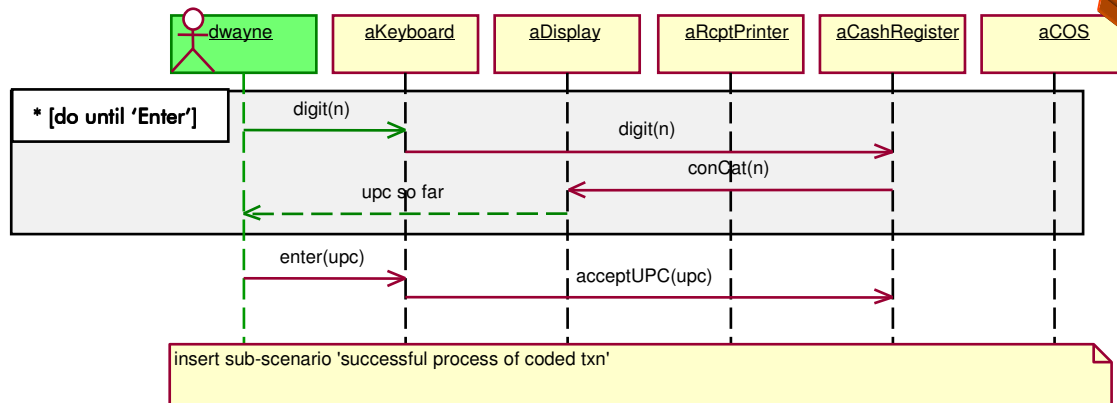 dwayne
aKeyboard
aDisplay
aRcptPrinter
aCashRegister
aCOS
* [do until ‘Enter’]
digit(n)
digit(n)
conCat(n)
upc so far
enter(upc)
acceptUPC(upc)
insert sub-scenario 'successful process of coded txn'